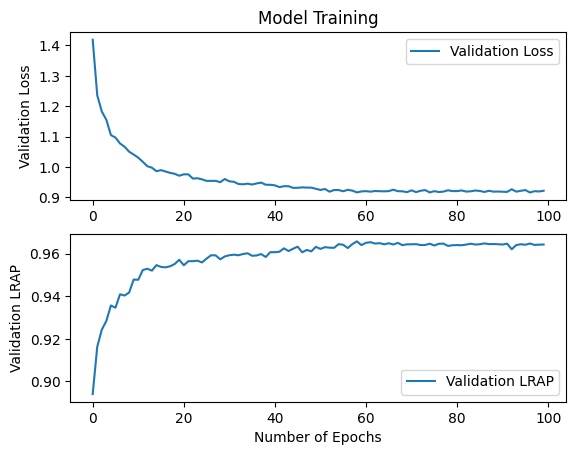 Model Training
1.4
1.3
1.2
1.1
1.0
0.9
Validation Loss
Validation Loss
0 20 40 60 80 100
0.96
0.94
0.92
0.90
Validation LRAP
Validation LRAP
0 20 40 60 80 100
Number of Epochs